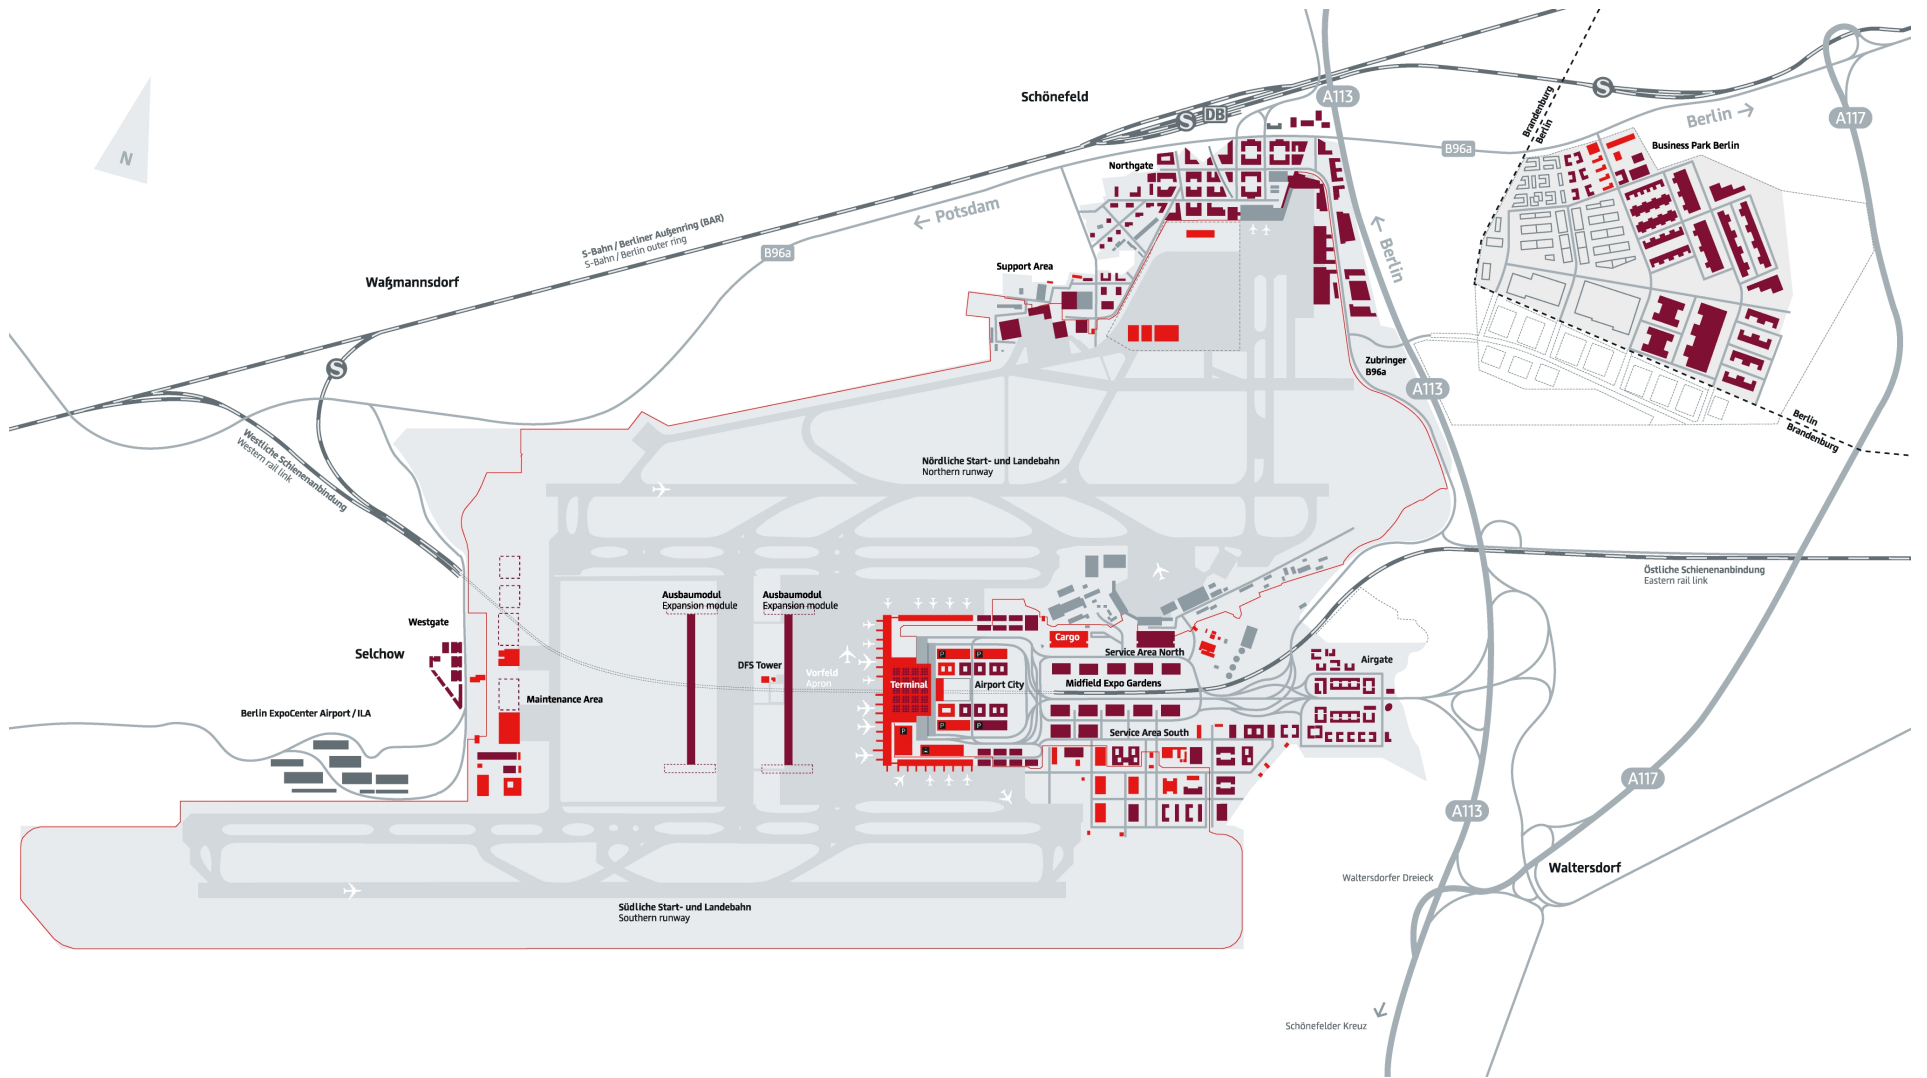 Schönefeld
A113
S
DB
S
Berlin →
A117
Brandenburg
Berlin
B96a
Business Park Berlin
N
Northgate
← Potsdam
← Berlin
S-Bahn / Berliner Außenring (BAR)
S-Bahn / Berlin outer ring
B96a
Support Area
Waßmannsdorf
S
Zubringer
B96a
A113
Berlin
Brandenburg
Westliche Schienenanbindung
Western rail link
Nördliche Start- und Landebahn
Northern runway
Östliche Schienenanbindung
Eastern rail link
Ausbaumodul
Expansion module
Ausbaumodul
Expansion module
Westgate
Selchow
Cargo
Service Area North
Airgate
DFS Tower
Vorfeld
Apron
Terminal
Airport City
Midfield Expo Gardens
Maintenance Area
P
P
P
P
P
Berlin ExpoCenter Airport / ILA
Service Area South
A117
A113
Waltersdorf
Waltersdorfer Dreieck
Südliche Start- und Landebahn
Southern runway
Schönefelder Kreuz